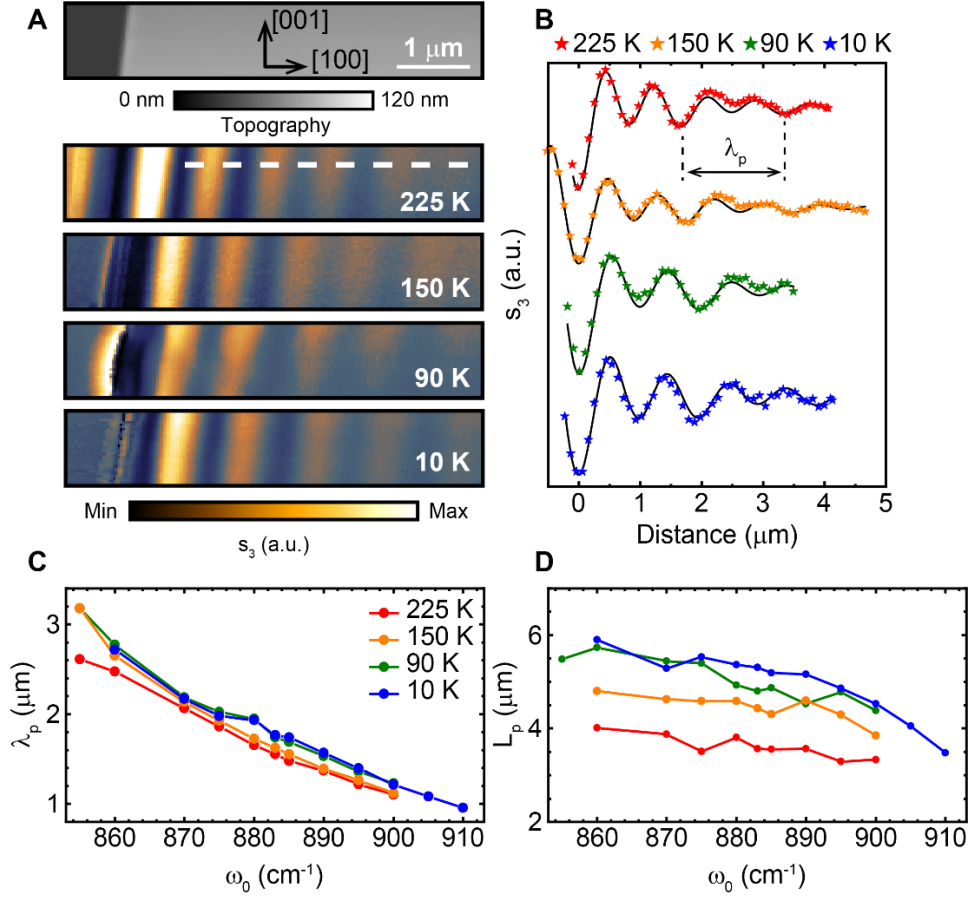 A
[001]
[100]
1 μm
0 nm
120 nm
Topography
225 K
150 K
90 K
10 K
Min
Max
s₃ (a.u.)
B
225 K
150 K
90 K
10 K
λₚ
s₃ (a.u.)
0
1
2
3
4
5
Distance (μm)
C
225 K
150 K
90 K
10 K
3
2
1
λₚ (μm)
860
870
880
890
900
910
ω₀ (cm⁻¹)
D
6
4
2
Lₚ (μm)
860
870
880
890
900
910
ω₀ (cm⁻¹)